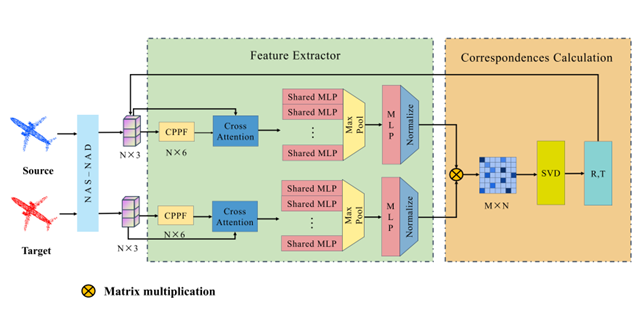 Feature Extractor
Correspondences Calculation
Source
Target
NAS-NAD
N×3
CPPF
N×6
Cross
Attention
Shared MLP
Shared MLP
⋮
Shared MLP
Max
Pool
MLP
Normalize
N×3
CPPF
N×6
Cross
Attention
Shared MLP
Shared MLP
⋮
Shared MLP
Max
Pool
MLP
Normalize
M×N
SVD
R,T
Matrix multiplication